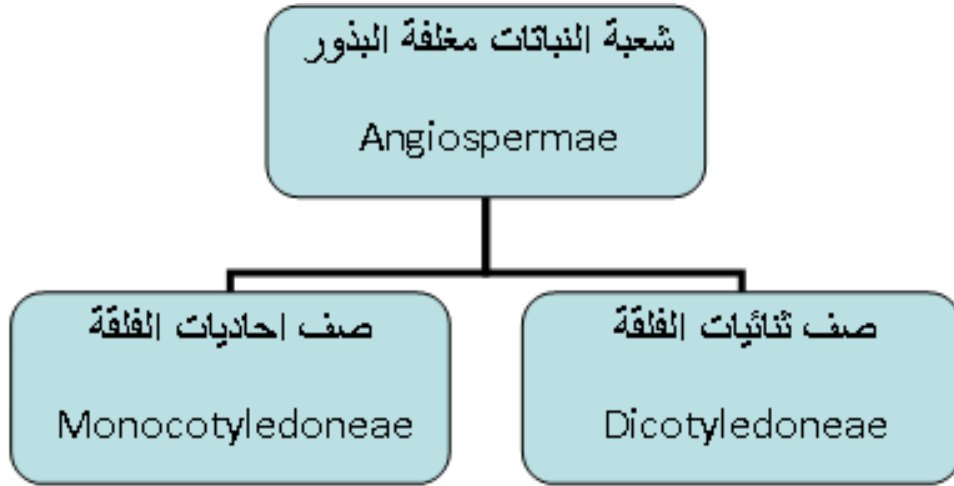 شعبة النباتات مغلفة البذور
Angiospermae
صف ثنائيات الفلقة
Dicotyledoneae
صف احاديات الفلقة
Monocotyledoneae